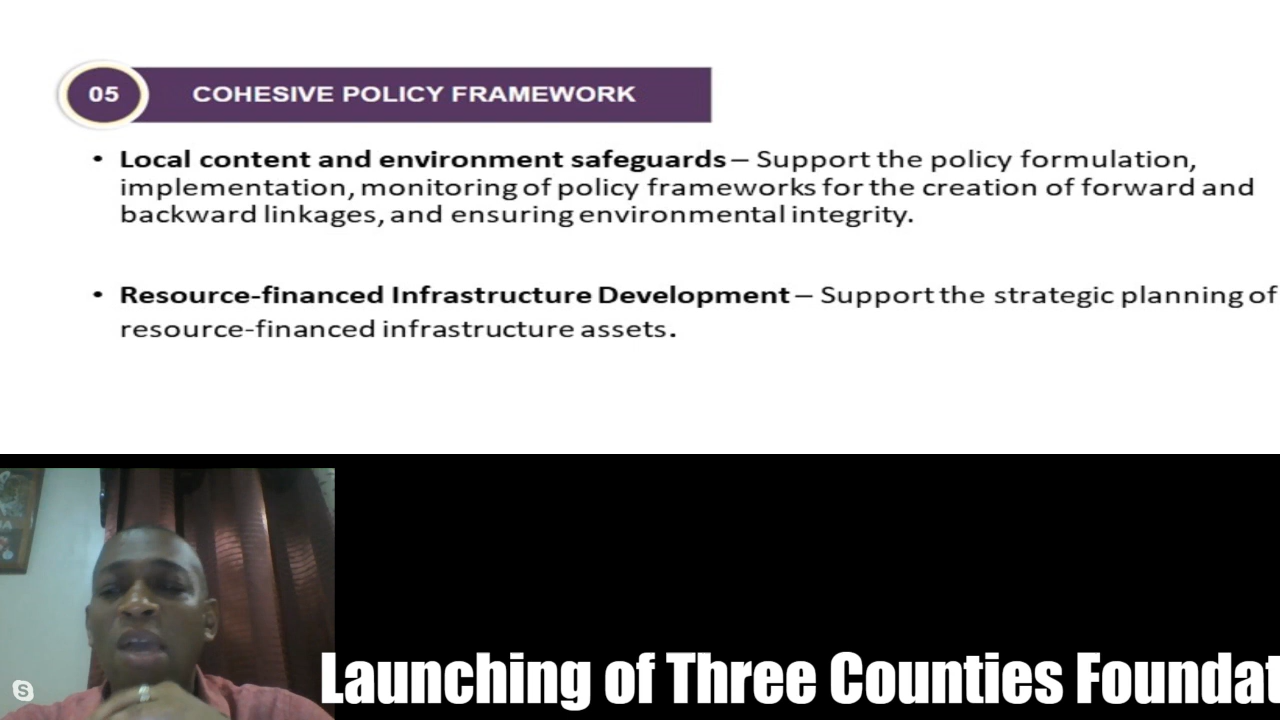 05 COHESIVE POLICY FRAMEWORK
• Local content and environment safeguards – Support the policy formulation,
implementation, monitoring of policy frameworks for the creation of forward and
backward linkages, and ensuring environmental integrity.
• Resource-financed Infrastructure Development – Support the strategic planning of
resource-financed infrastructure assets.
S
Launching of Three Counties Foundat